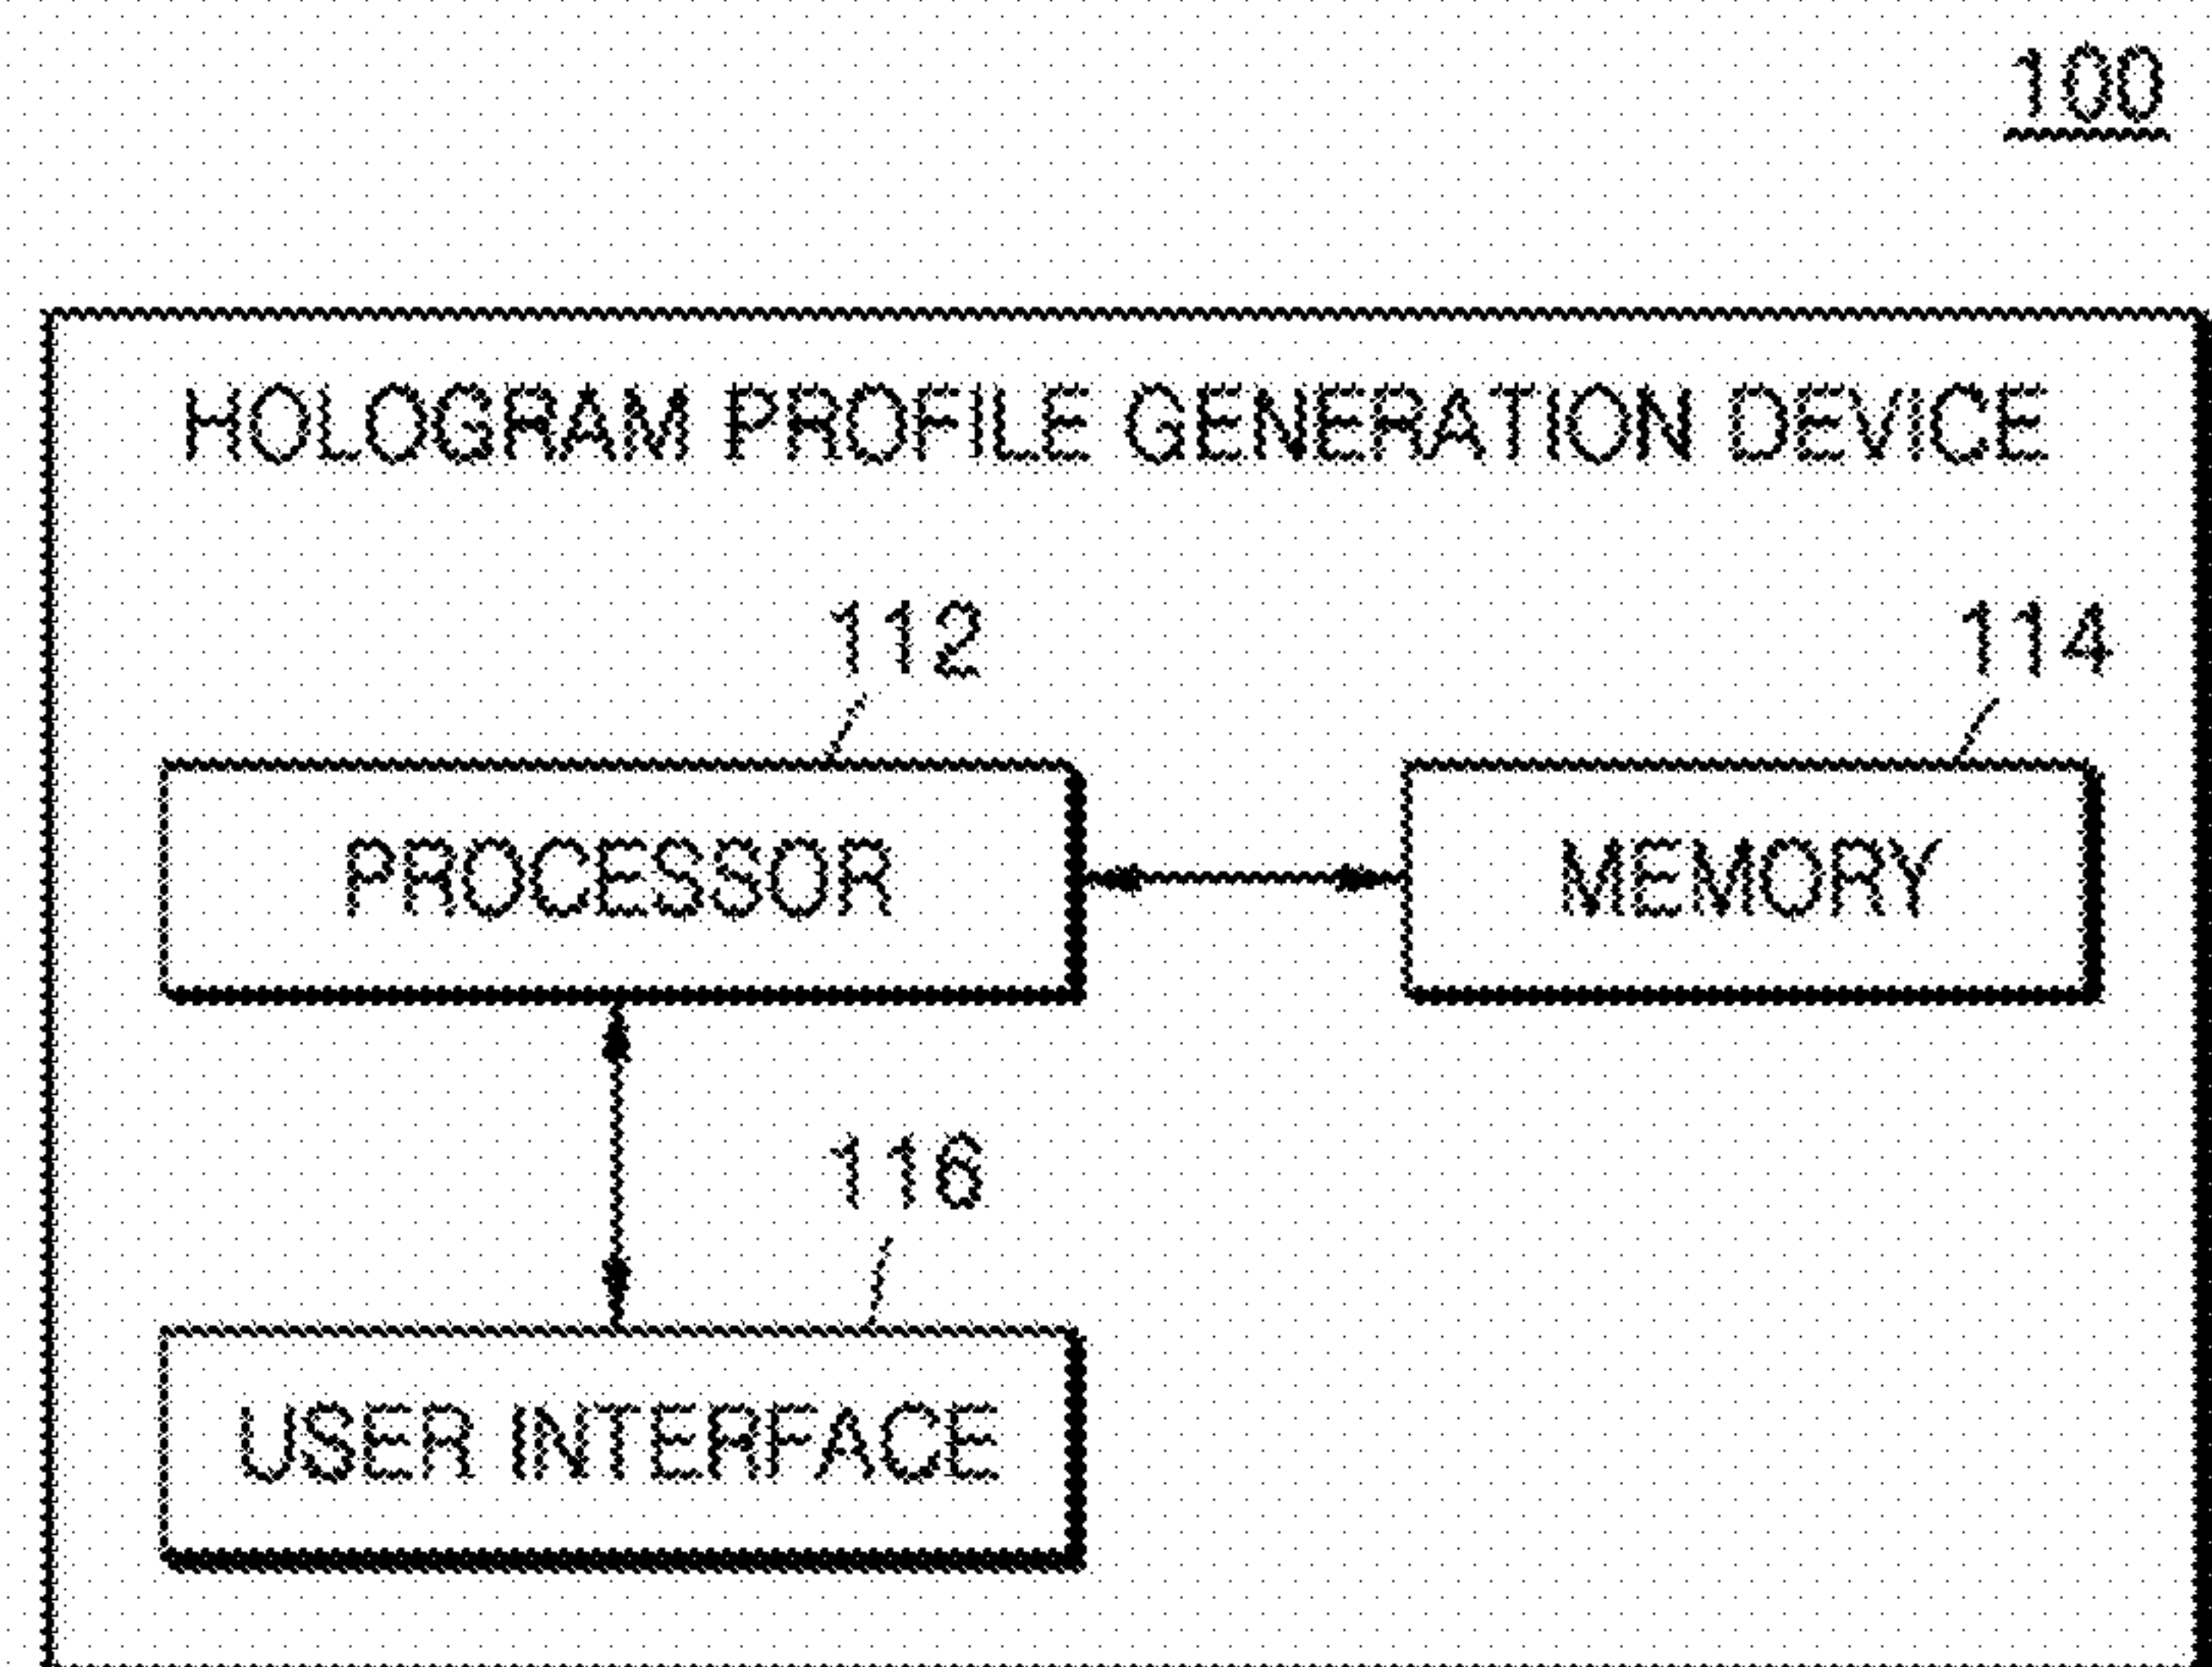 100
HOLOGRAM PROFILE GENERATION DEVICE
112
114
PROCESSOR
MEMORY
116
USER INTERFACE